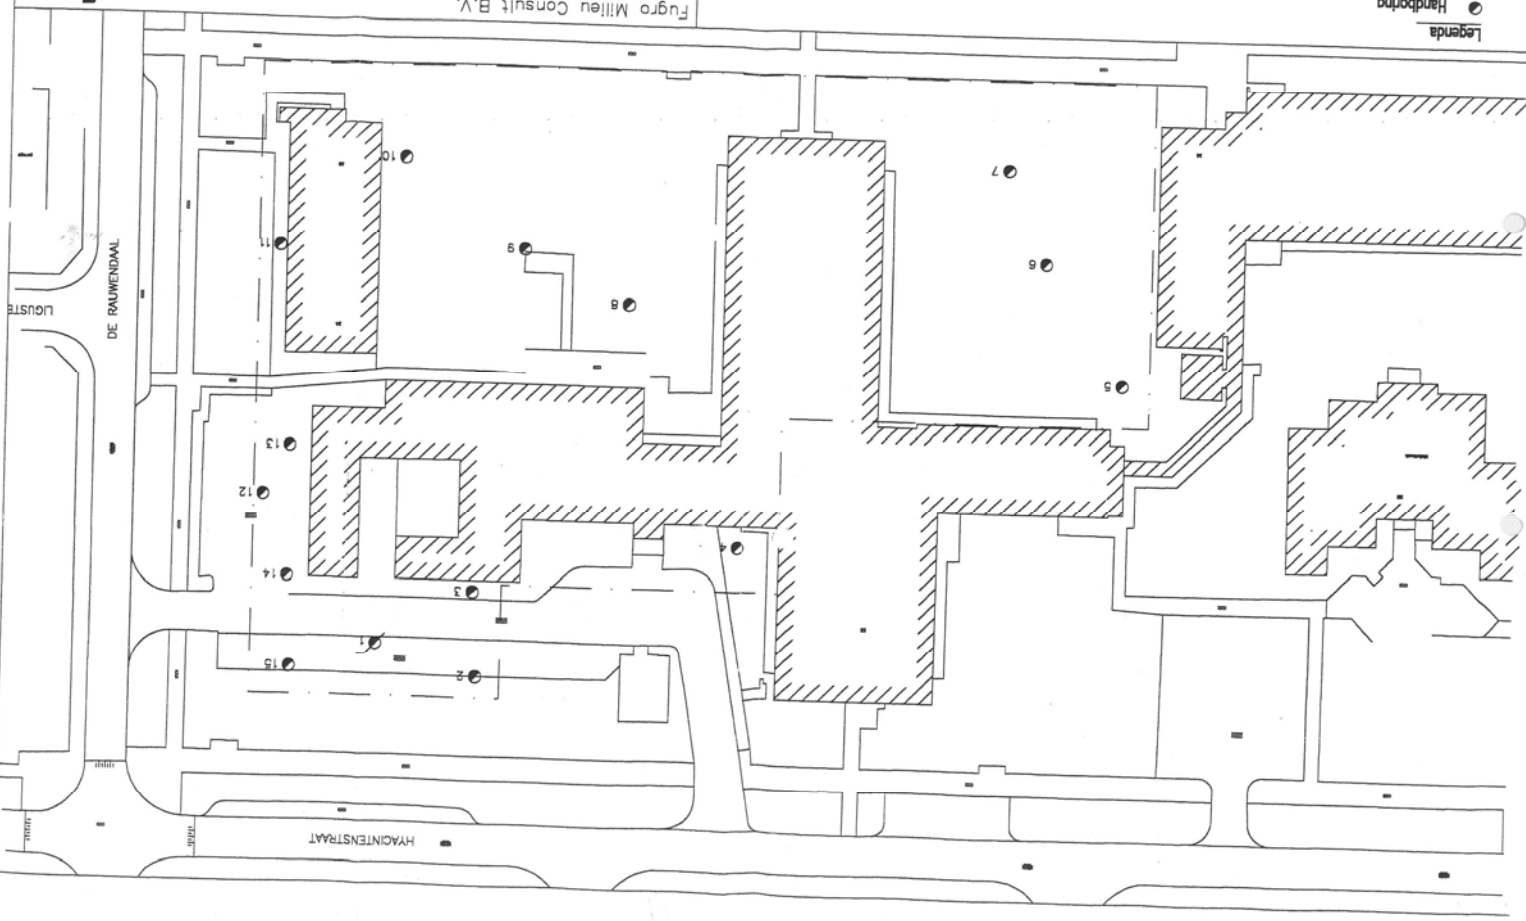 Legenda
Handboring
Fugro Milieu Consult B.V.
HYACINTENSTRAAT
DE RAUWENDAAL
LIGUSTE
1
2
3
4
5
6
7
8
9
10
11
12
13
14
15